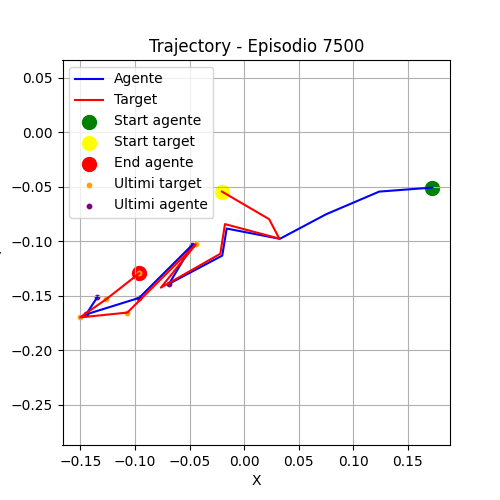 Trajectory - Episodio 7500
Agente
Target
Start agente
Start target
End agente
Ultimi target
Ultimi agente
0.05
0.00
−0.05
−0.10
−0.15
−0.20
−0.25
−0.15
−0.10
−0.05
0.00
0.05
0.10
0.15
X